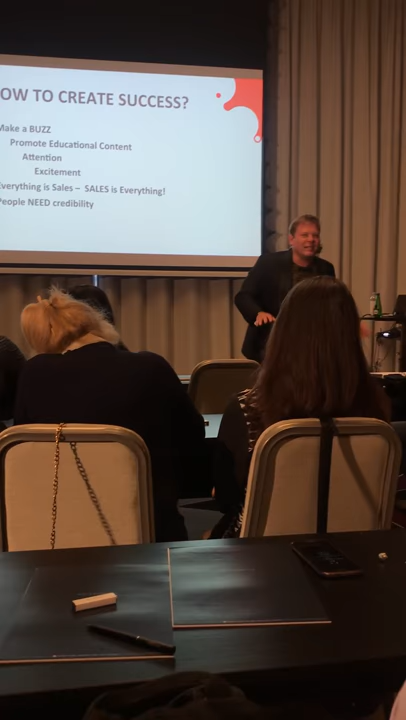 OW TO CREATE SUCCESS?
Make a BUZZ
Promote Educational Content
Attention
Excitement
Everything is Sales – SALES is Everything!
People NEED credibility